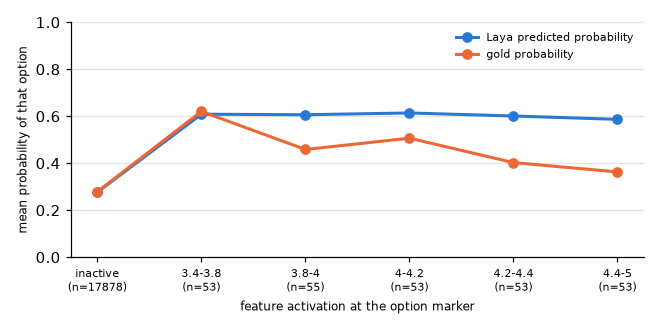 1.0
0.8
0.6
0.4
0.2
0.0
mean probability of that option
Laya predicted probability
gold probability
inactive
(n=17878)
3.4-3.8
(n=53)
3.8-4
(n=55)
4-4.2
(n=53)
4.2-4.4
(n=53)
4.4-5
(n=53)
feature activation at the option marker